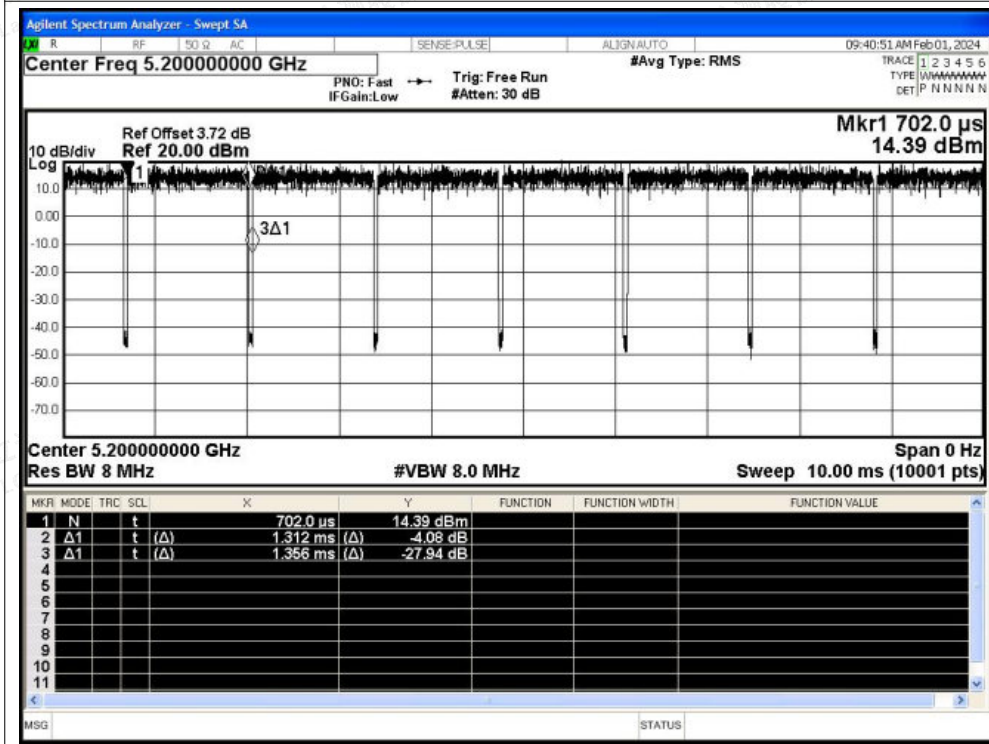 Agilent Spectrum Analyzer - Swept SA
LXI R RF 50 Ω AC SENSE:PULSE ALIGN AUTO 09:40:51 AM Feb 01, 2024
Center Freq 5.200000000 GHz #Avg Type: RMS TRACE 1 2 3 4 5 6
PNO: Fast Trig: Free Run TYPE WWWWWW
IFGain:Low #Atten: 30 dB DET P N N N N N
Mkr1 702.0 µs
Ref Offset 3.72 dB
10 dB/div Ref 20.00 dBm 14.39 dBm
Log
1
10.0
0.00
3Δ1
-10.0
-20.0
-30.0
-40.0
-50.0
-60.0
-70.0
Center 5.200000000 GHz Span 0 Hz
Res BW 8 MHz #VBW 8.0 MHz Sweep 10.00 ms (10001 pts)
MKR MODE TRC SCL X Y FUNCTION FUNCTION WIDTH FUNCTION VALUE
1 N t 702.0 µs 14.39 dBm
2 Δ1 t (Δ) 1.312 ms (Δ) -4.08 dB
3 Δ1 t (Δ) 1.356 ms (Δ) -27.94 dB
4
5
6
7
8
9
10
11
MSG STATUS